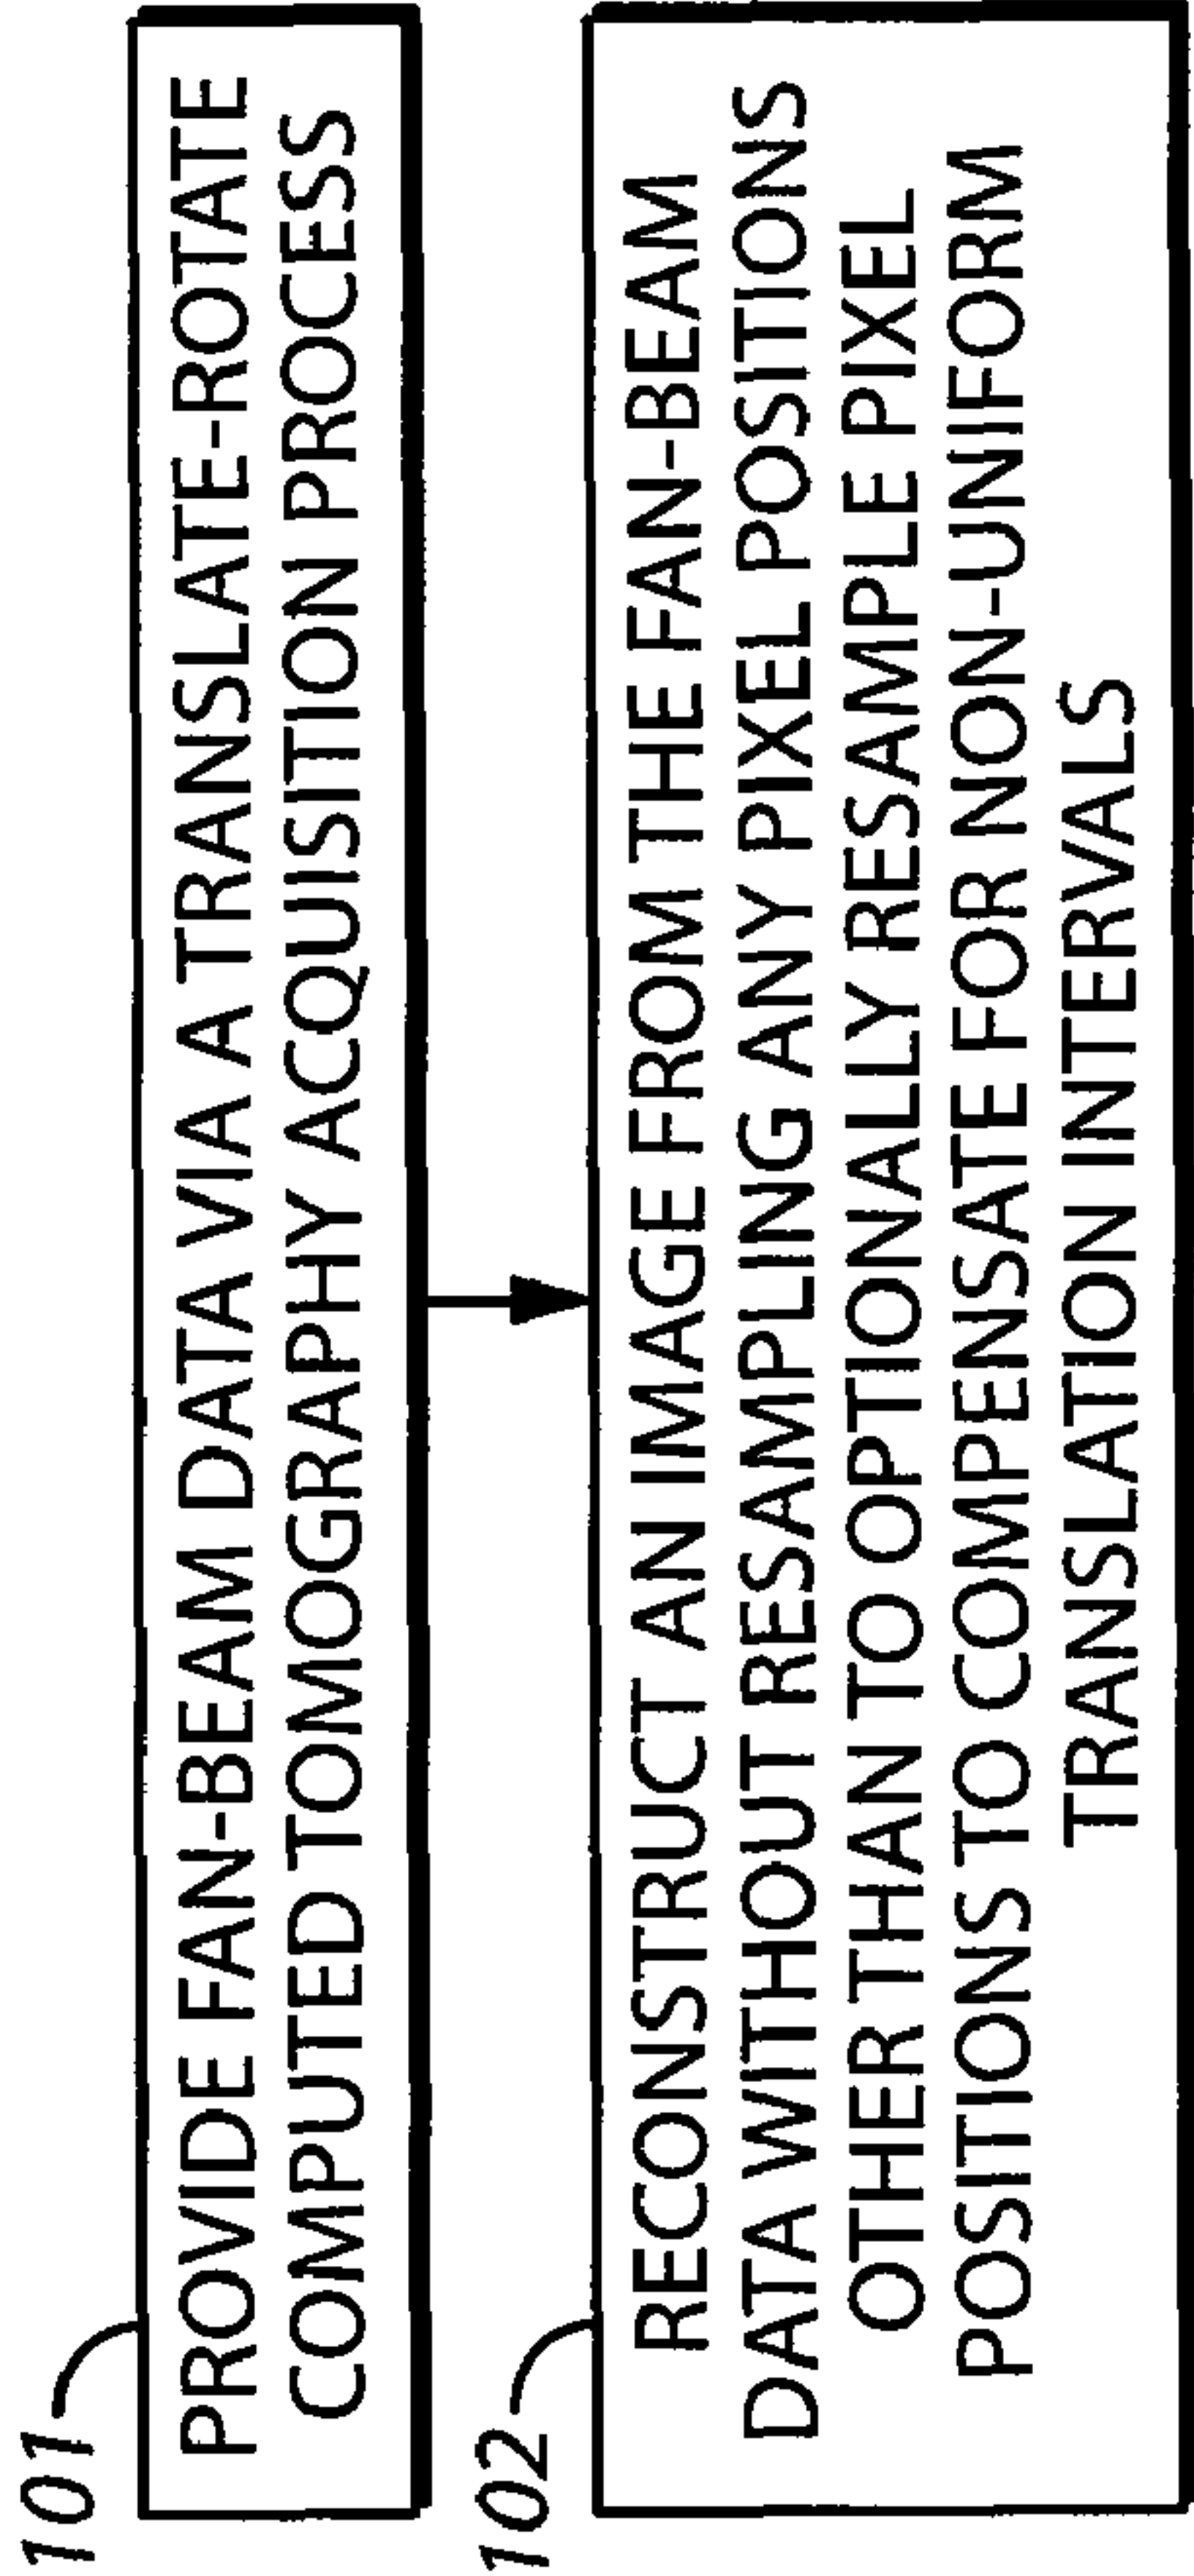 101
PROVIDE FAN-BEAM DATA VIA A TRANSLATE-ROTATE
COMPUTED TOMOGRAPHY ACQUISITION PROCESS
102
RECONSTRUCT AN IMAGE FROM THE FAN-BEAM
DATA WITHOUT RESAMPLING ANY PIXEL POSITIONS
OTHER THAN TO OPTIONALLY RESAMPLE PIXEL
POSITIONS TO COMPENSATE FOR NON-UNIFORM
TRANSLATION INTERVALS